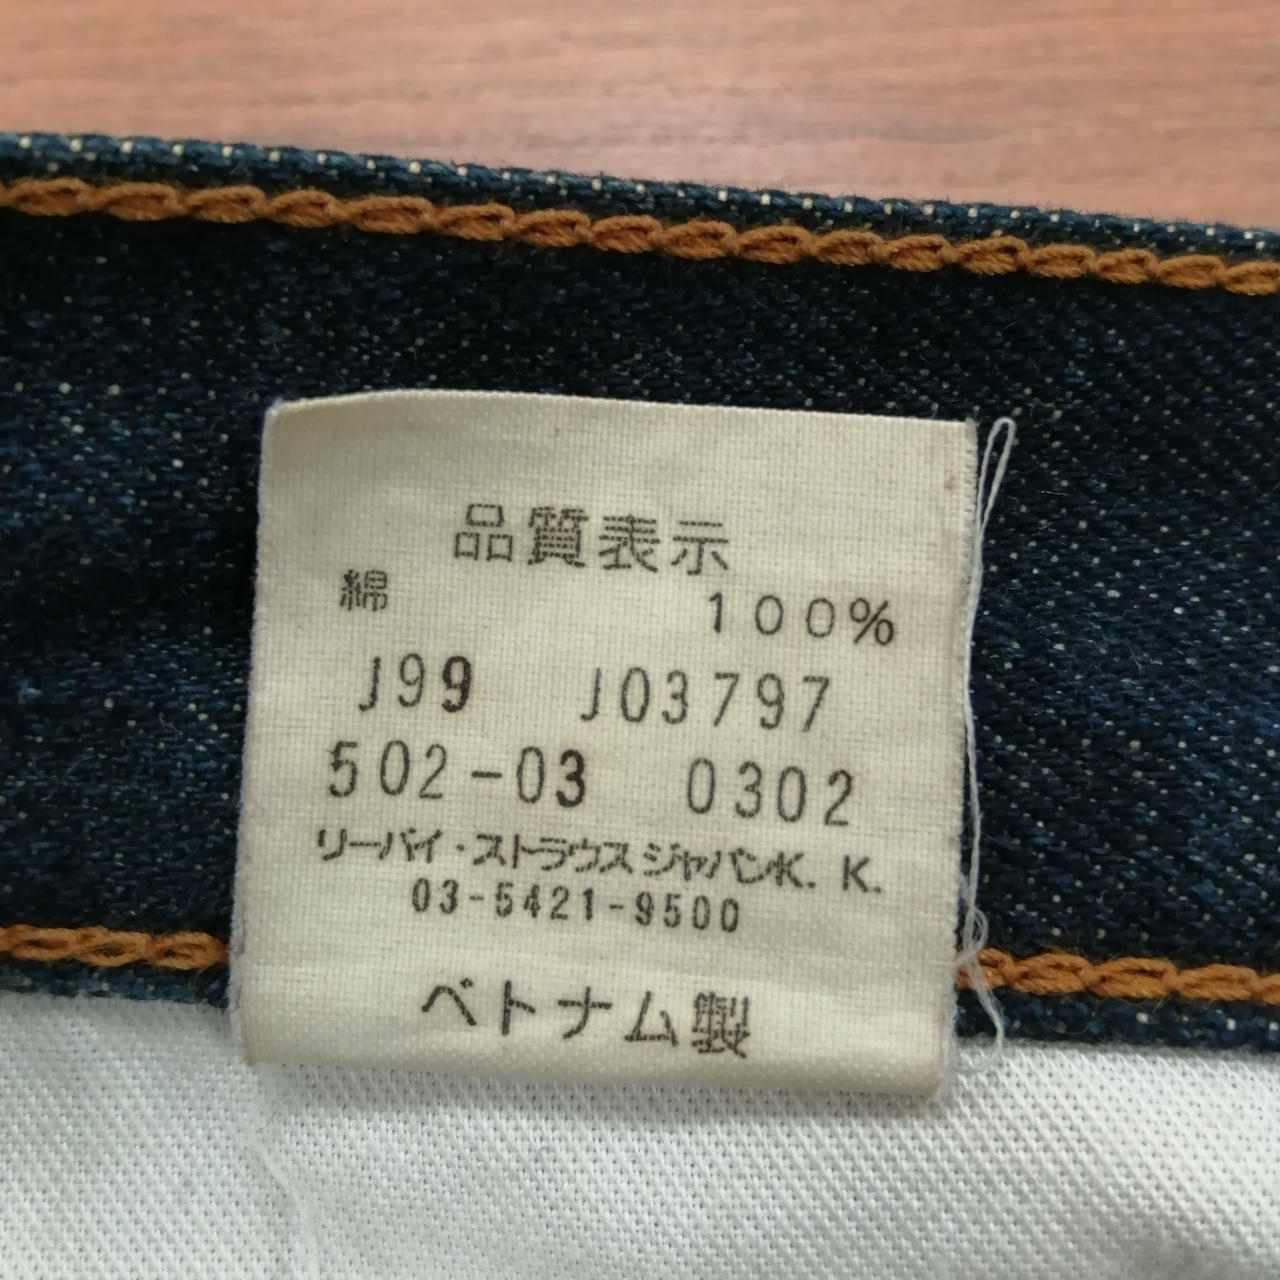 品質表示
綿 100%
J99 J03797
502-03 0302
リーバイ・ストラウス ジャパンK. K.
03-5421-9500
ベトナム製